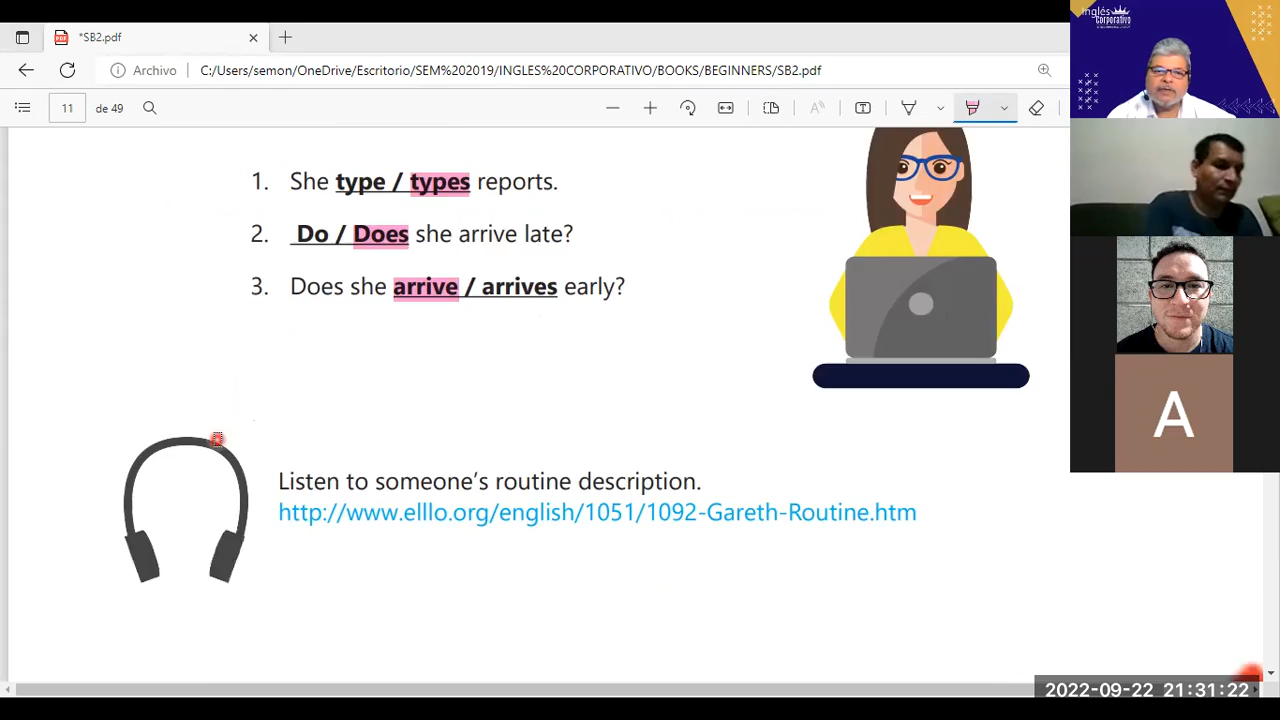 *SB2.pdf
Inglés
Corporativo
Archivo
C:/Users/semon/OneDrive/Escritorio/SEM%202019/INGLES%20CORPORATIVO/BOOKS/BEGINNERS/SB2.pdf
11 de 49
1. She type / types reports.
2. Do / Does she arrive late?
3. Does she arrive / arrives early?
A
Listen to someone's routine description.
http://www.elllo.org/english/1051/1092-Gareth-Routine.htm
2022-09-22 21:31:22